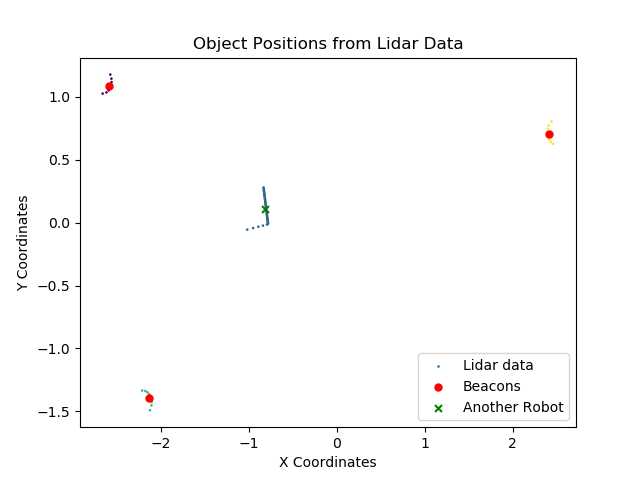 Object Positions from Lidar Data
Y Coordinates
1.0
0.5
0.0
−0.5
−1.0
−1.5
Lidar data
Beacons
Another Robot
−2
−1
0
1
2
X Coordinates